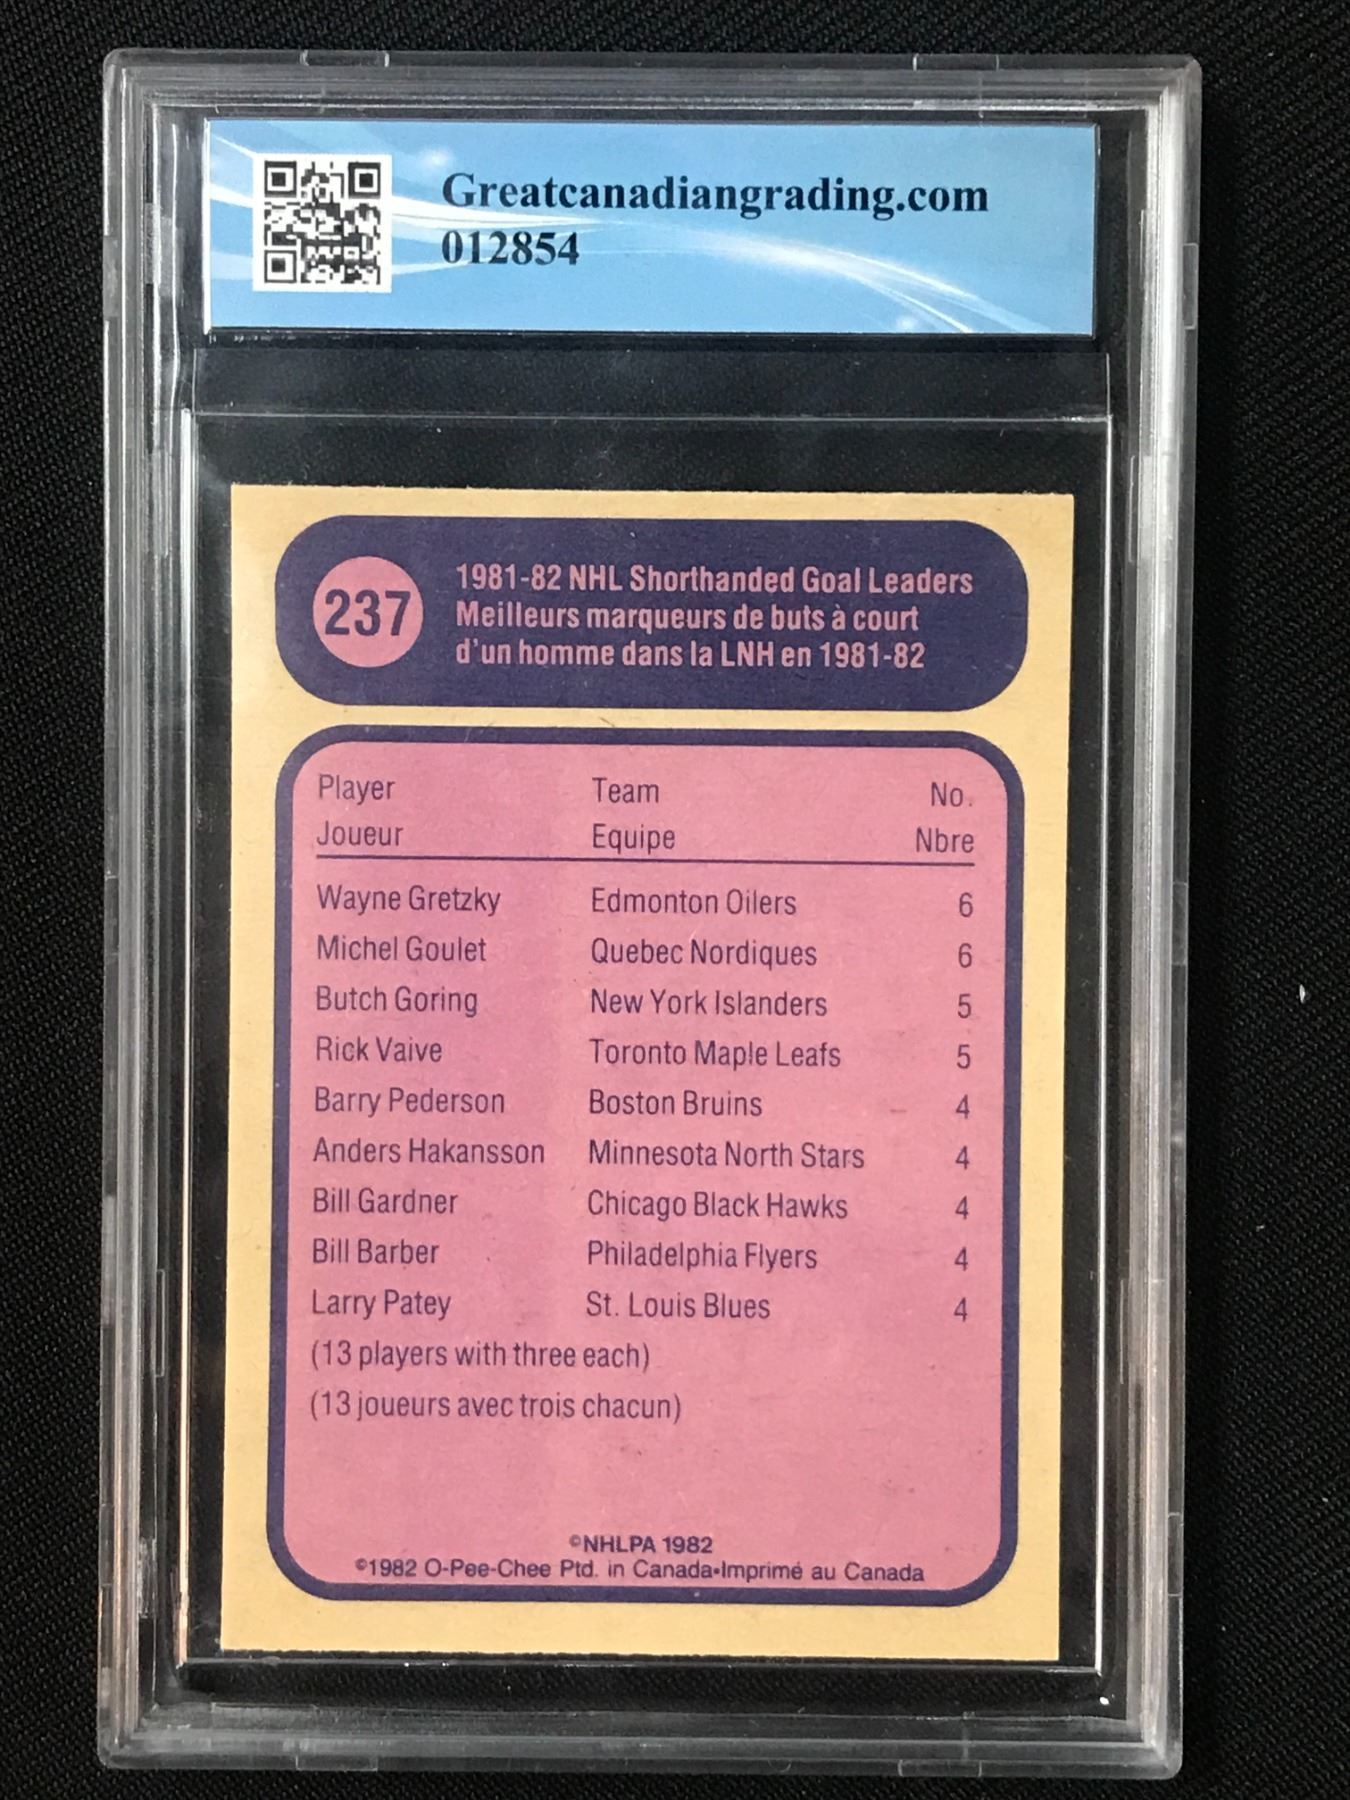 Greatcanadiangrading.com
012854
237
1981-82 NHL Shorthanded Goal Leaders
Meilleurs marqueurs de buts à court
d'un homme dans la LNH en 1981-82
Player Team No.
Joueur Equipe Nbre
Wayne Gretzky Edmonton Oilers 6
Michel Goulet Quebec Nordiques 6
Butch Goring New York Islanders 5
Rick Vaive Toronto Maple Leafs 5
Barry Pederson Boston Bruins 4
Anders Hakansson Minnesota North Stars 4
Bill Gardner Chicago Black Hawks 4
Bill Barber Philadelphia Flyers 4
Larry Patey St. Louis Blues 4
(13 players with three each)
(13 joueurs avec trois chacun)
©NHLPA 1982
©1982 O-Pee-Chee Ptd. in Canada•Imprimé au Canada